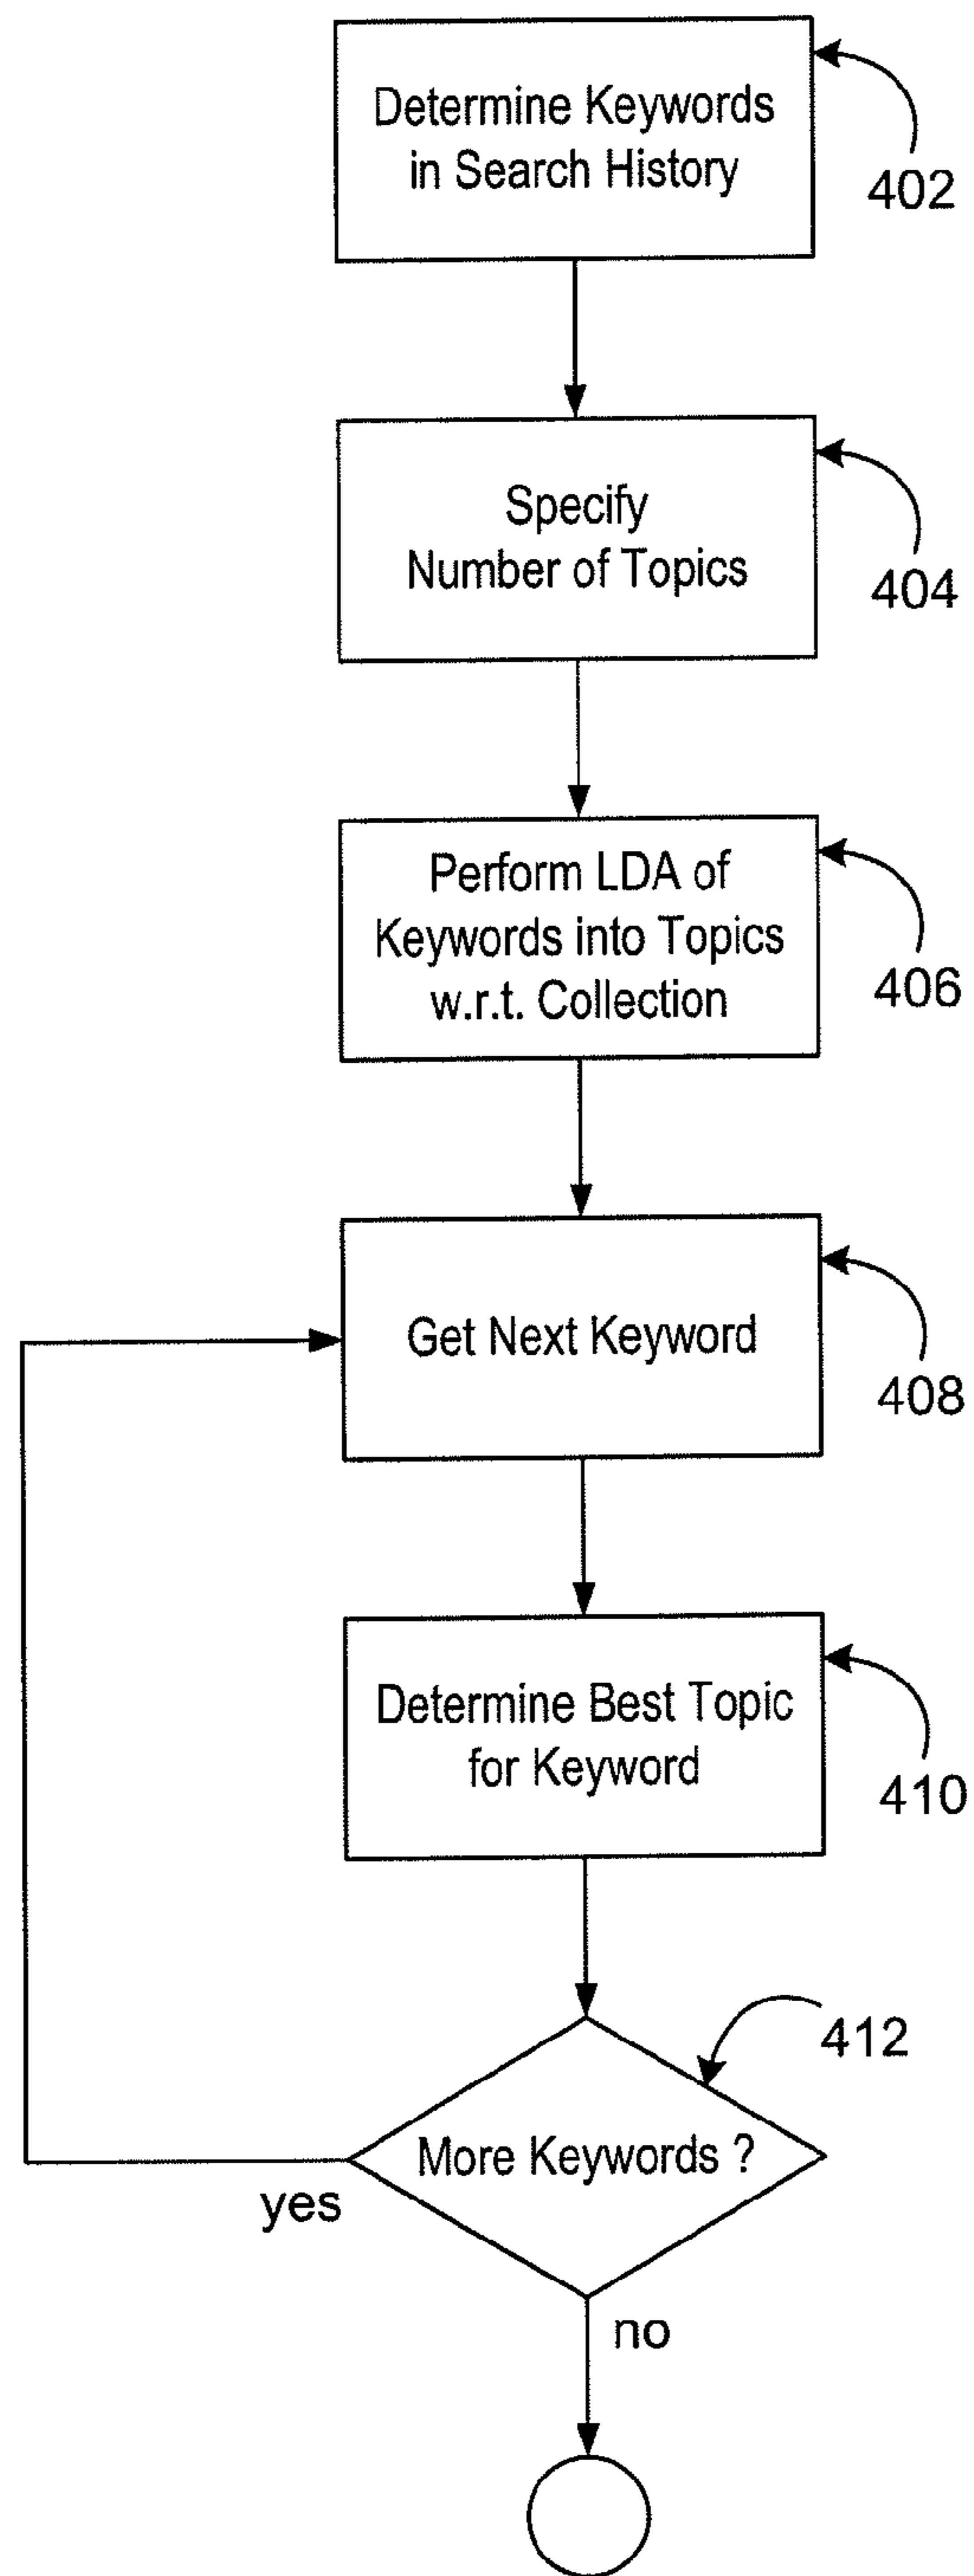 Determine Keywords
in Search History
402
Specify
Number of Topics
404
Perform LDA of
Keywords into Topics
w.r.t. Collection
406
Get Next Keyword
408
Determine Best Topic
for Keyword
410
412
More Keywords ?
yes
no